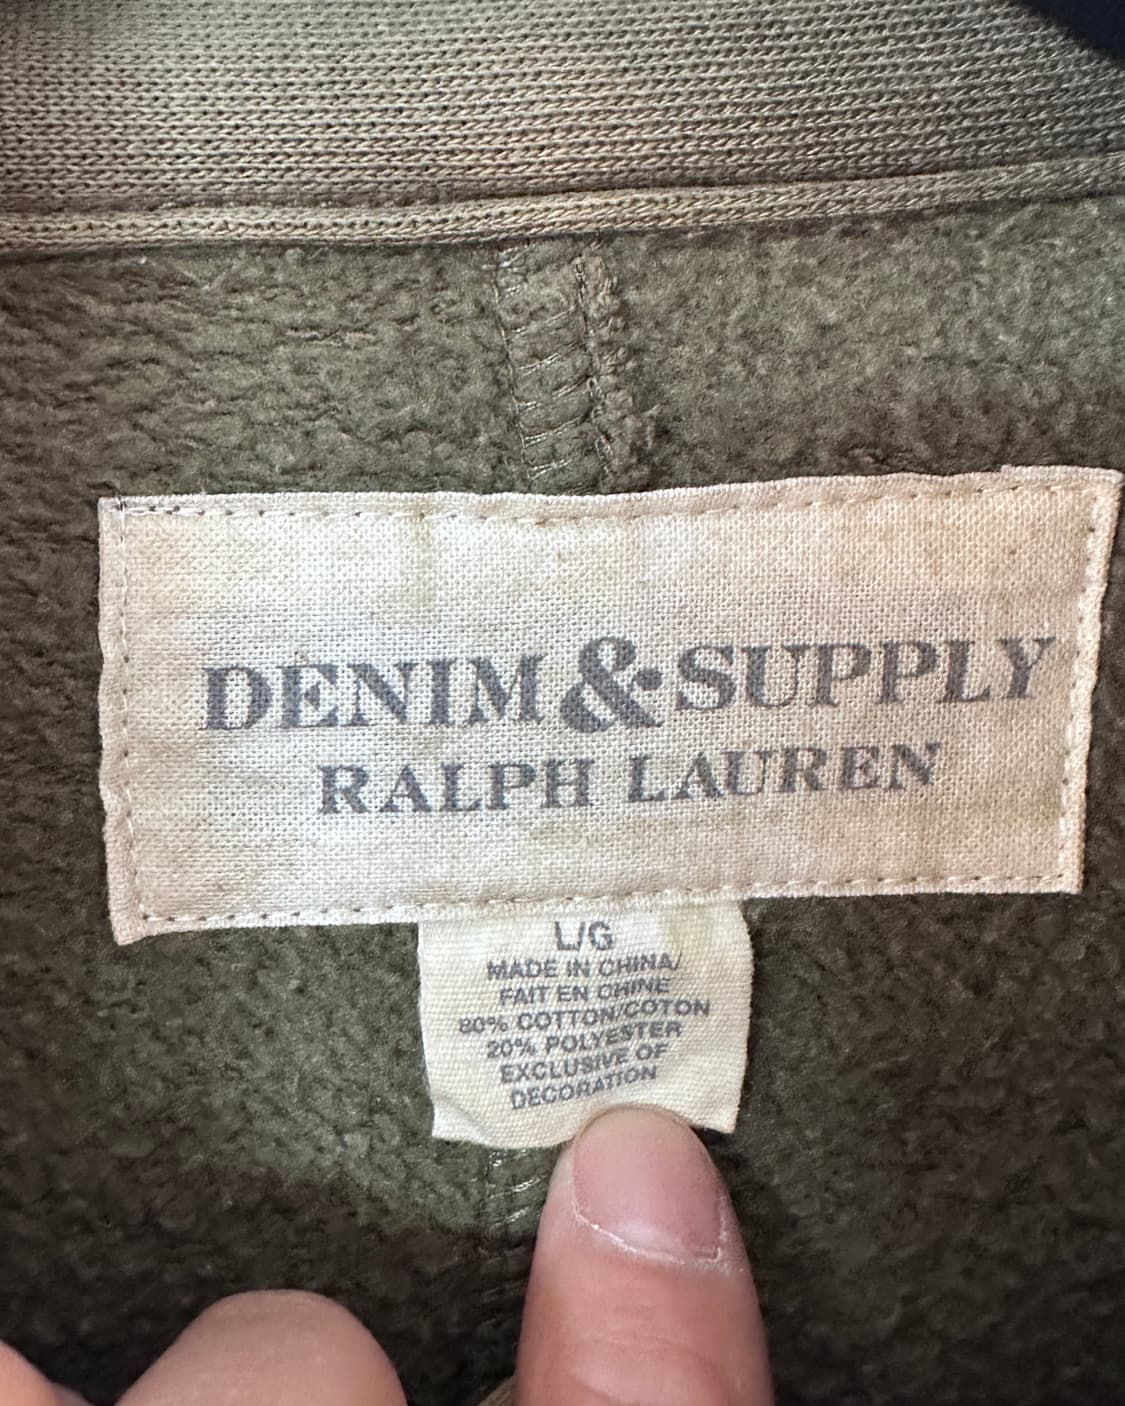 DENIM & SUPPLY
RALPH LAUREN
L/G
MADE IN CHINA/
FAIT EN CHINE
80% COTTON/COTON
20% POLYESTER
EXCLUSIVE OF
DECORATION